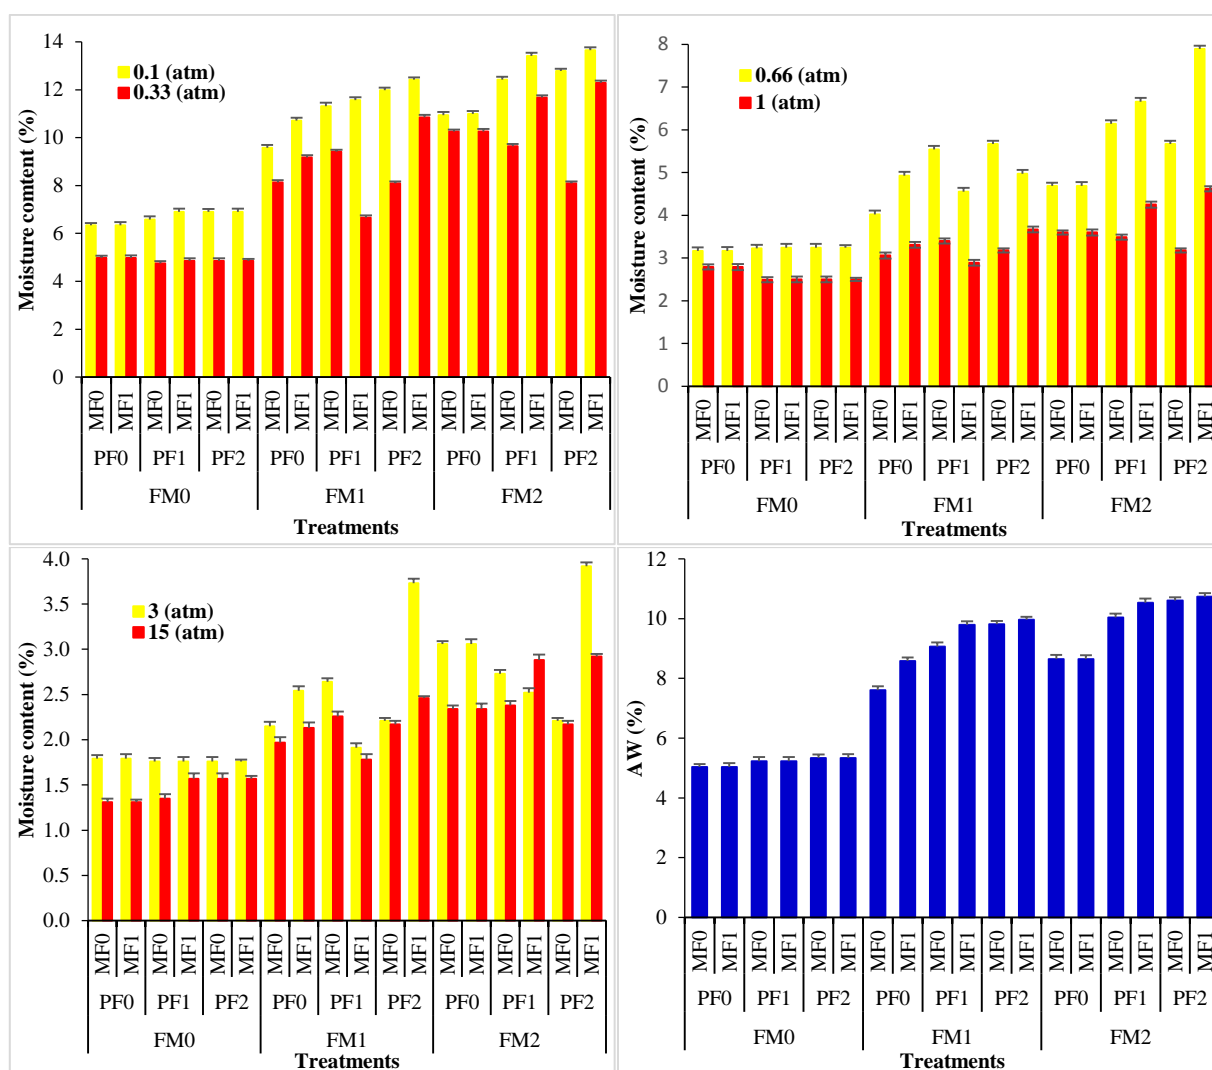 14
12
10
8
6
4
2
0
Moisture comtent (%)
0.1 (atm)
0.33 (atm)
MF0 MF1 MF0 MF1 MF0 MF1 MF0 MF1 MF0 MF1 MF0 MF1 MF0 MF1 MF0 MF1 MF0 MF1
PF0 PF1 PF2 PF0 PF1 PF2 PF0 PF1 PF2
FM0 FM1 FM2
Treatments
8
7
6
5
4
3
2
1
0
Moisture content (%)
0.66 (atm)
1 (atm)
MF0 MF1 MF0 MF1 MF0 MF1 MF0 MF1 MF0 MF1 MF0 MF1 MF0 MF1 MF0 MF1 MF0 MF1
PF0 PF1 PF2 PF0 PF1 PF2 PF0 PF1 PF2
FM0 FM1 FM2
Treatments
4.0
3.5
3.0
2.5
2.0
1.5
1.0
0.5
0.0
Moisture content (%)
3 (atm)
15 (atm)
MF0 MF1 MF0 MF1 MF0 MF1 MF0 MF1 MF0 MF1 MF0 MF1 MF0 MF1 MF0 MF1 MF0 MF1
PF0 PF1 PF2 PF0 PF1 PF2 PF0 PF1 PF2
FM0 FM1 FM2
Treatments
12
10
8
6
4
2
0
AW (%)
MF0 MF1 MF0 MF1 MF0 MF1 MF0 MF1 MF0 MF1 MF0 MF1 MF0 MF1 MF0 MF1 MF0 MF1
PF0 PF1 PF2 PF0 PF1 PF2 PF0 PF1 PF2
FM0 FM1 FM2
Treatments